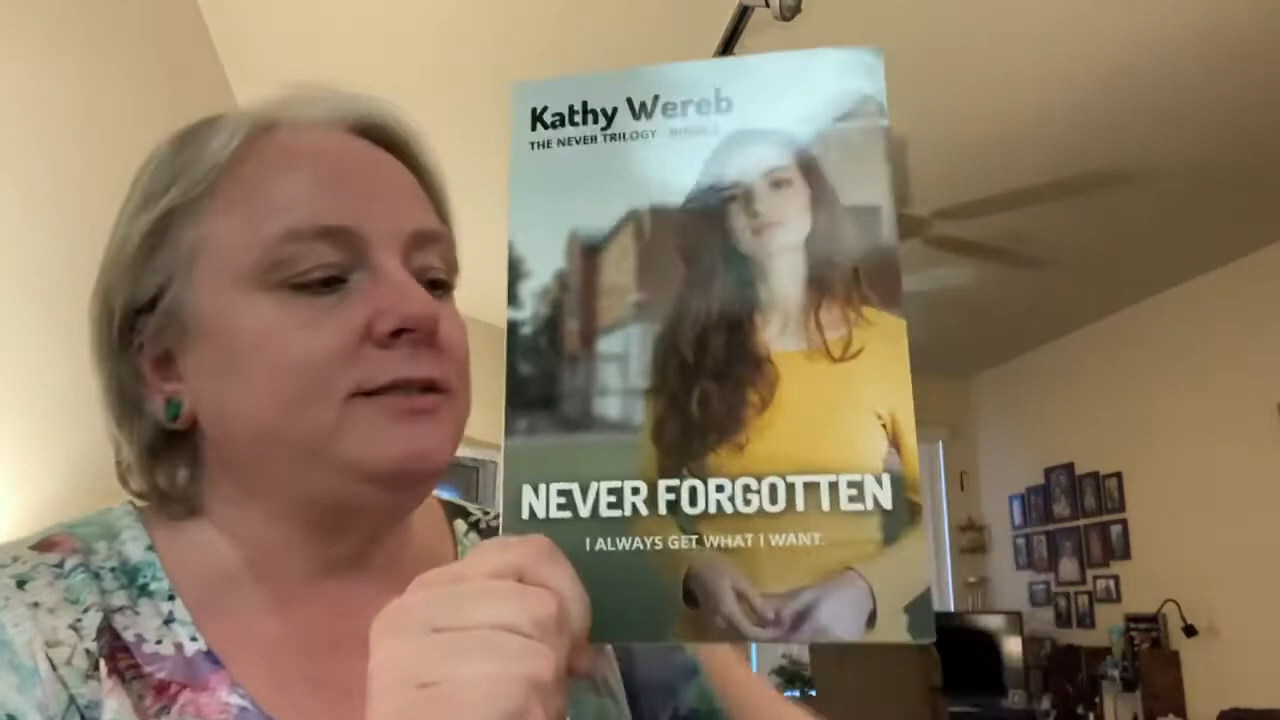 Kathy Wereb
THE NEVER TRILOGY
NEVER FORGOTTEN
I ALWAYS GET WHAT I WANT.